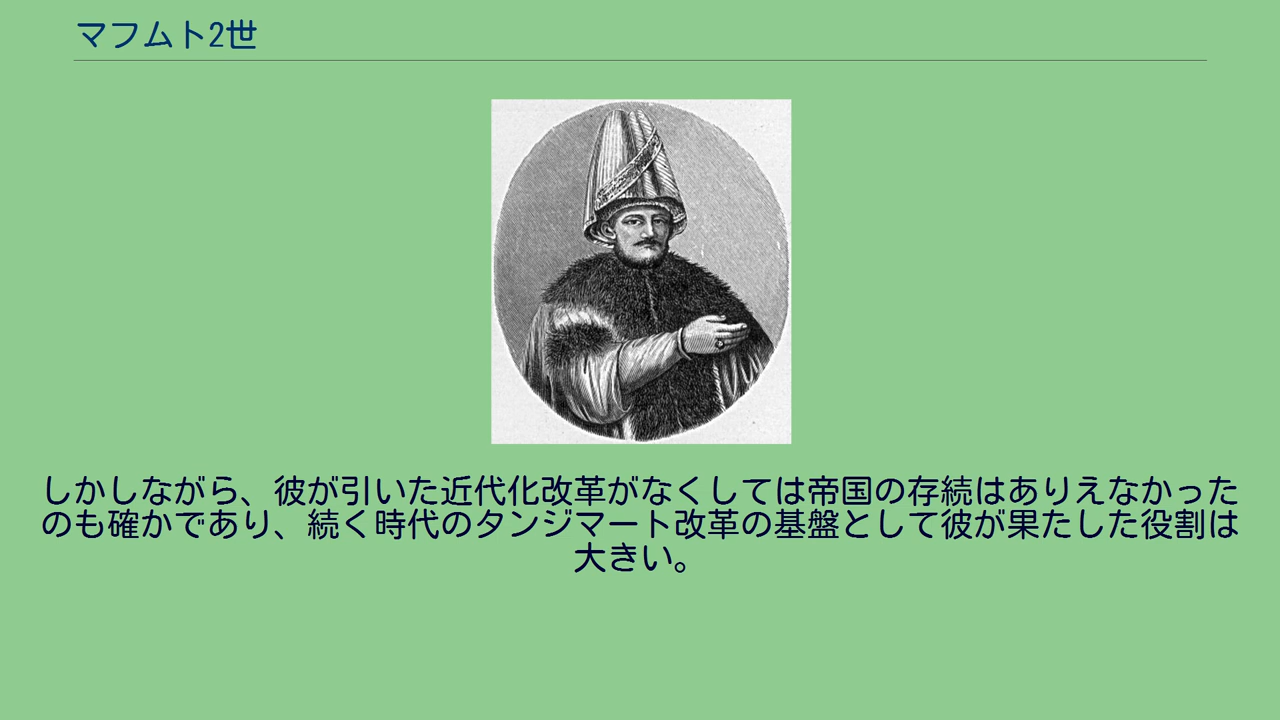 マフムト2世
しかしながら、彼が引いた近代化改革がなくしては帝国の存続はありえなかった
のも確かであり、続く時代のタンジマート改革の基盤として彼が果たした役割は
大きい。